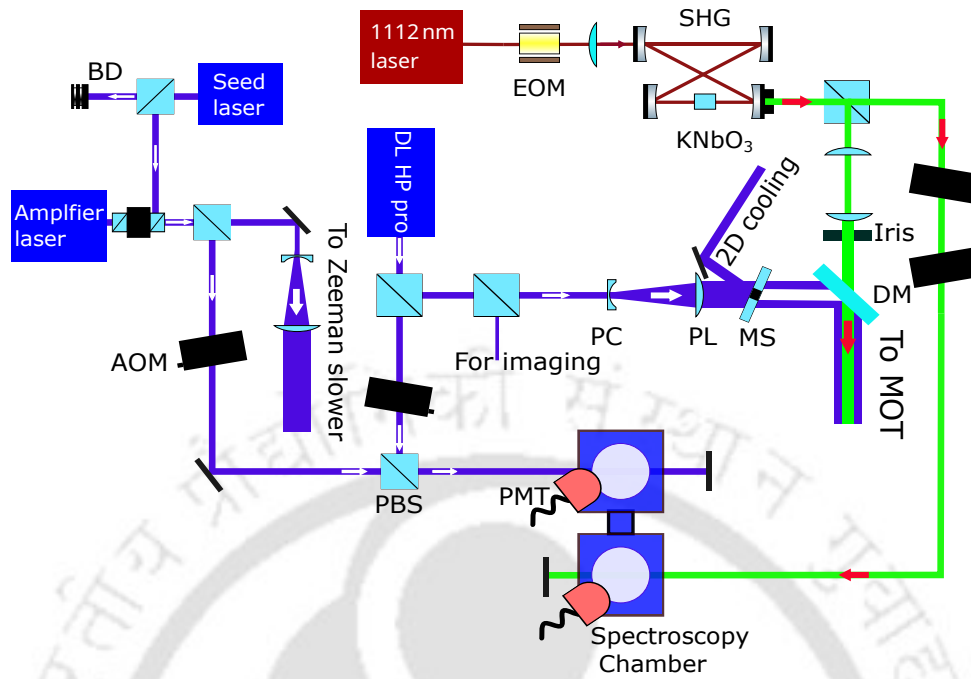 1112 nm
laser
EOM
SHG
KNbO₃
BD
Seed
laser
DL HP pro
Amplfier
laser
To Zeeman slower
2D cooling
Iris
DM
PC
PL
MS
AOM
For imaging
To MOT
PBS
PMT
Spectroscopy
Chamber